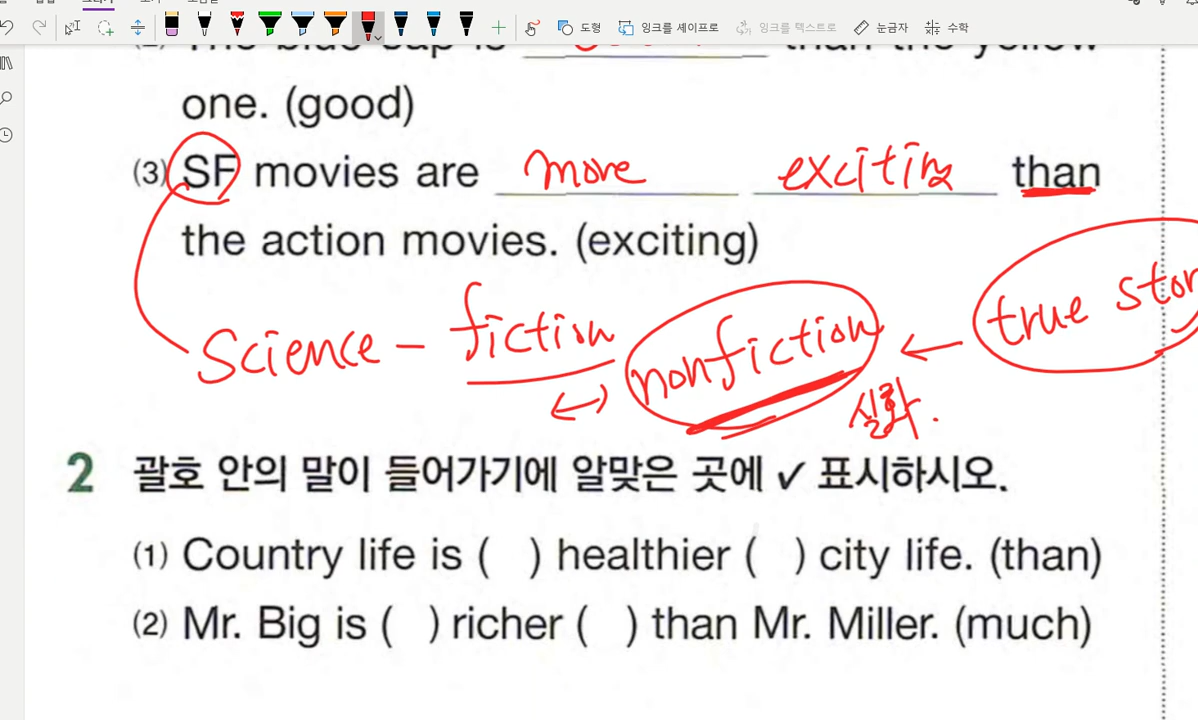 도형 잉크를 셰이프로 잉크를 텍스트로 눈금자 수학
than the yellow
one. (good)
(3) SF movies are more exciting than
the action movies. (exciting)
Science - fiction ↔ nonfiction ← true stor
실화.
2 괄호 안의 말이 들어가기에 알맞은 곳에 ✓ 표시하시오.
(1) Country life is ( ) healthier ( ) city life. (than)
(2) Mr. Big is ( ) richer ( ) than Mr. Miller. (much)